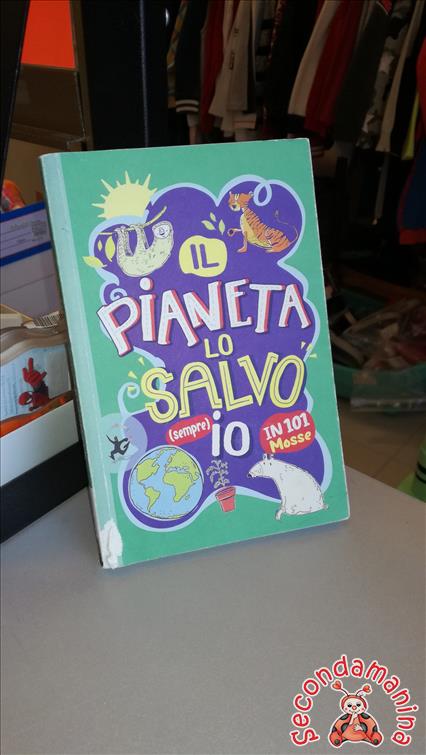 IL
PIANETA
LO
SALVO
(sempre)
IO
IN 101
Mosse
Secondamanina